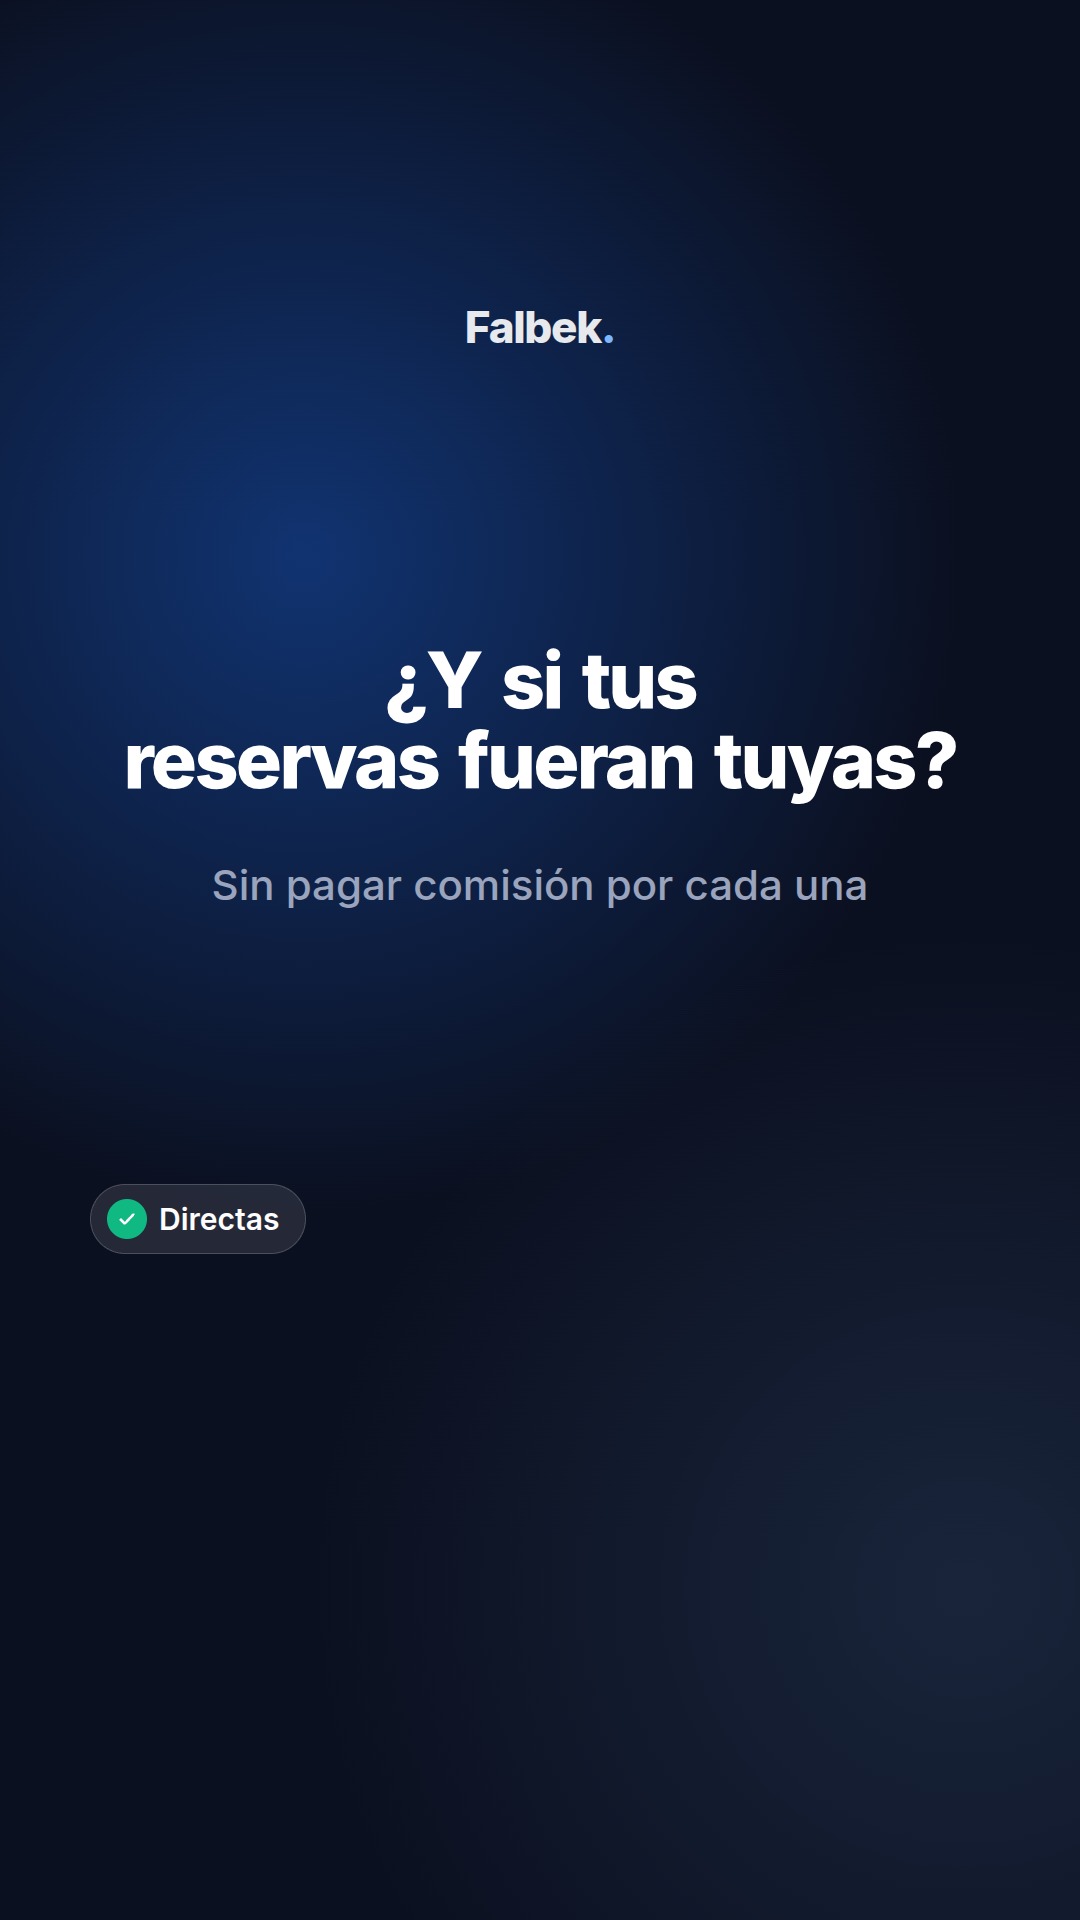 Falbek.
¿Y si tus
reservas fueran tuyas?
Sin pagar comisión por cada una
Directas